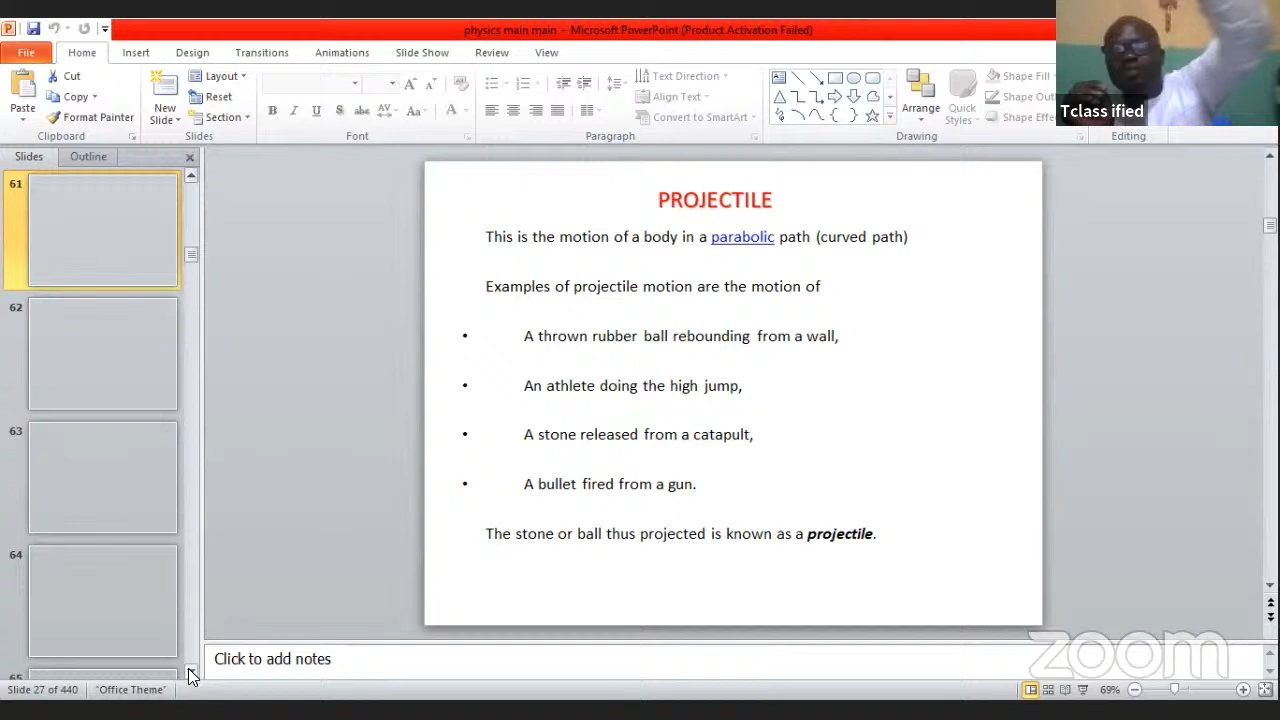 physics main main - Microsoft PowerPoint (Product Activation Failed)
File Home Insert Design Transitions Animations Slide Show Review View
Paste
Cut
Copy
Format Painter
Clipboard
New Slide
Layout
Reset
Section
Slides
B I U S abc AV Aa A
Font
Paragraph
Text Direction
Align Text
Convert to SmartArt
Arrange
Quick Styles
Shape Fill
Shape Out
Shape Effe
Drawing
Editing
Tclass ified
Slides Outline
61
62
63
64
65
PROJECTILE
This is the motion of a body in a parabolic path (curved path)
Examples of projectile motion are the motion of
• A thrown rubber ball rebounding from a wall,
• An athlete doing the high jump,
• A stone released from a catapult,
• A bullet fired from a gun.
The stone or ball thus projected is known as a projectile.
Click to add notes
zoom
Slide 27 of 440 "Office Theme" 69%